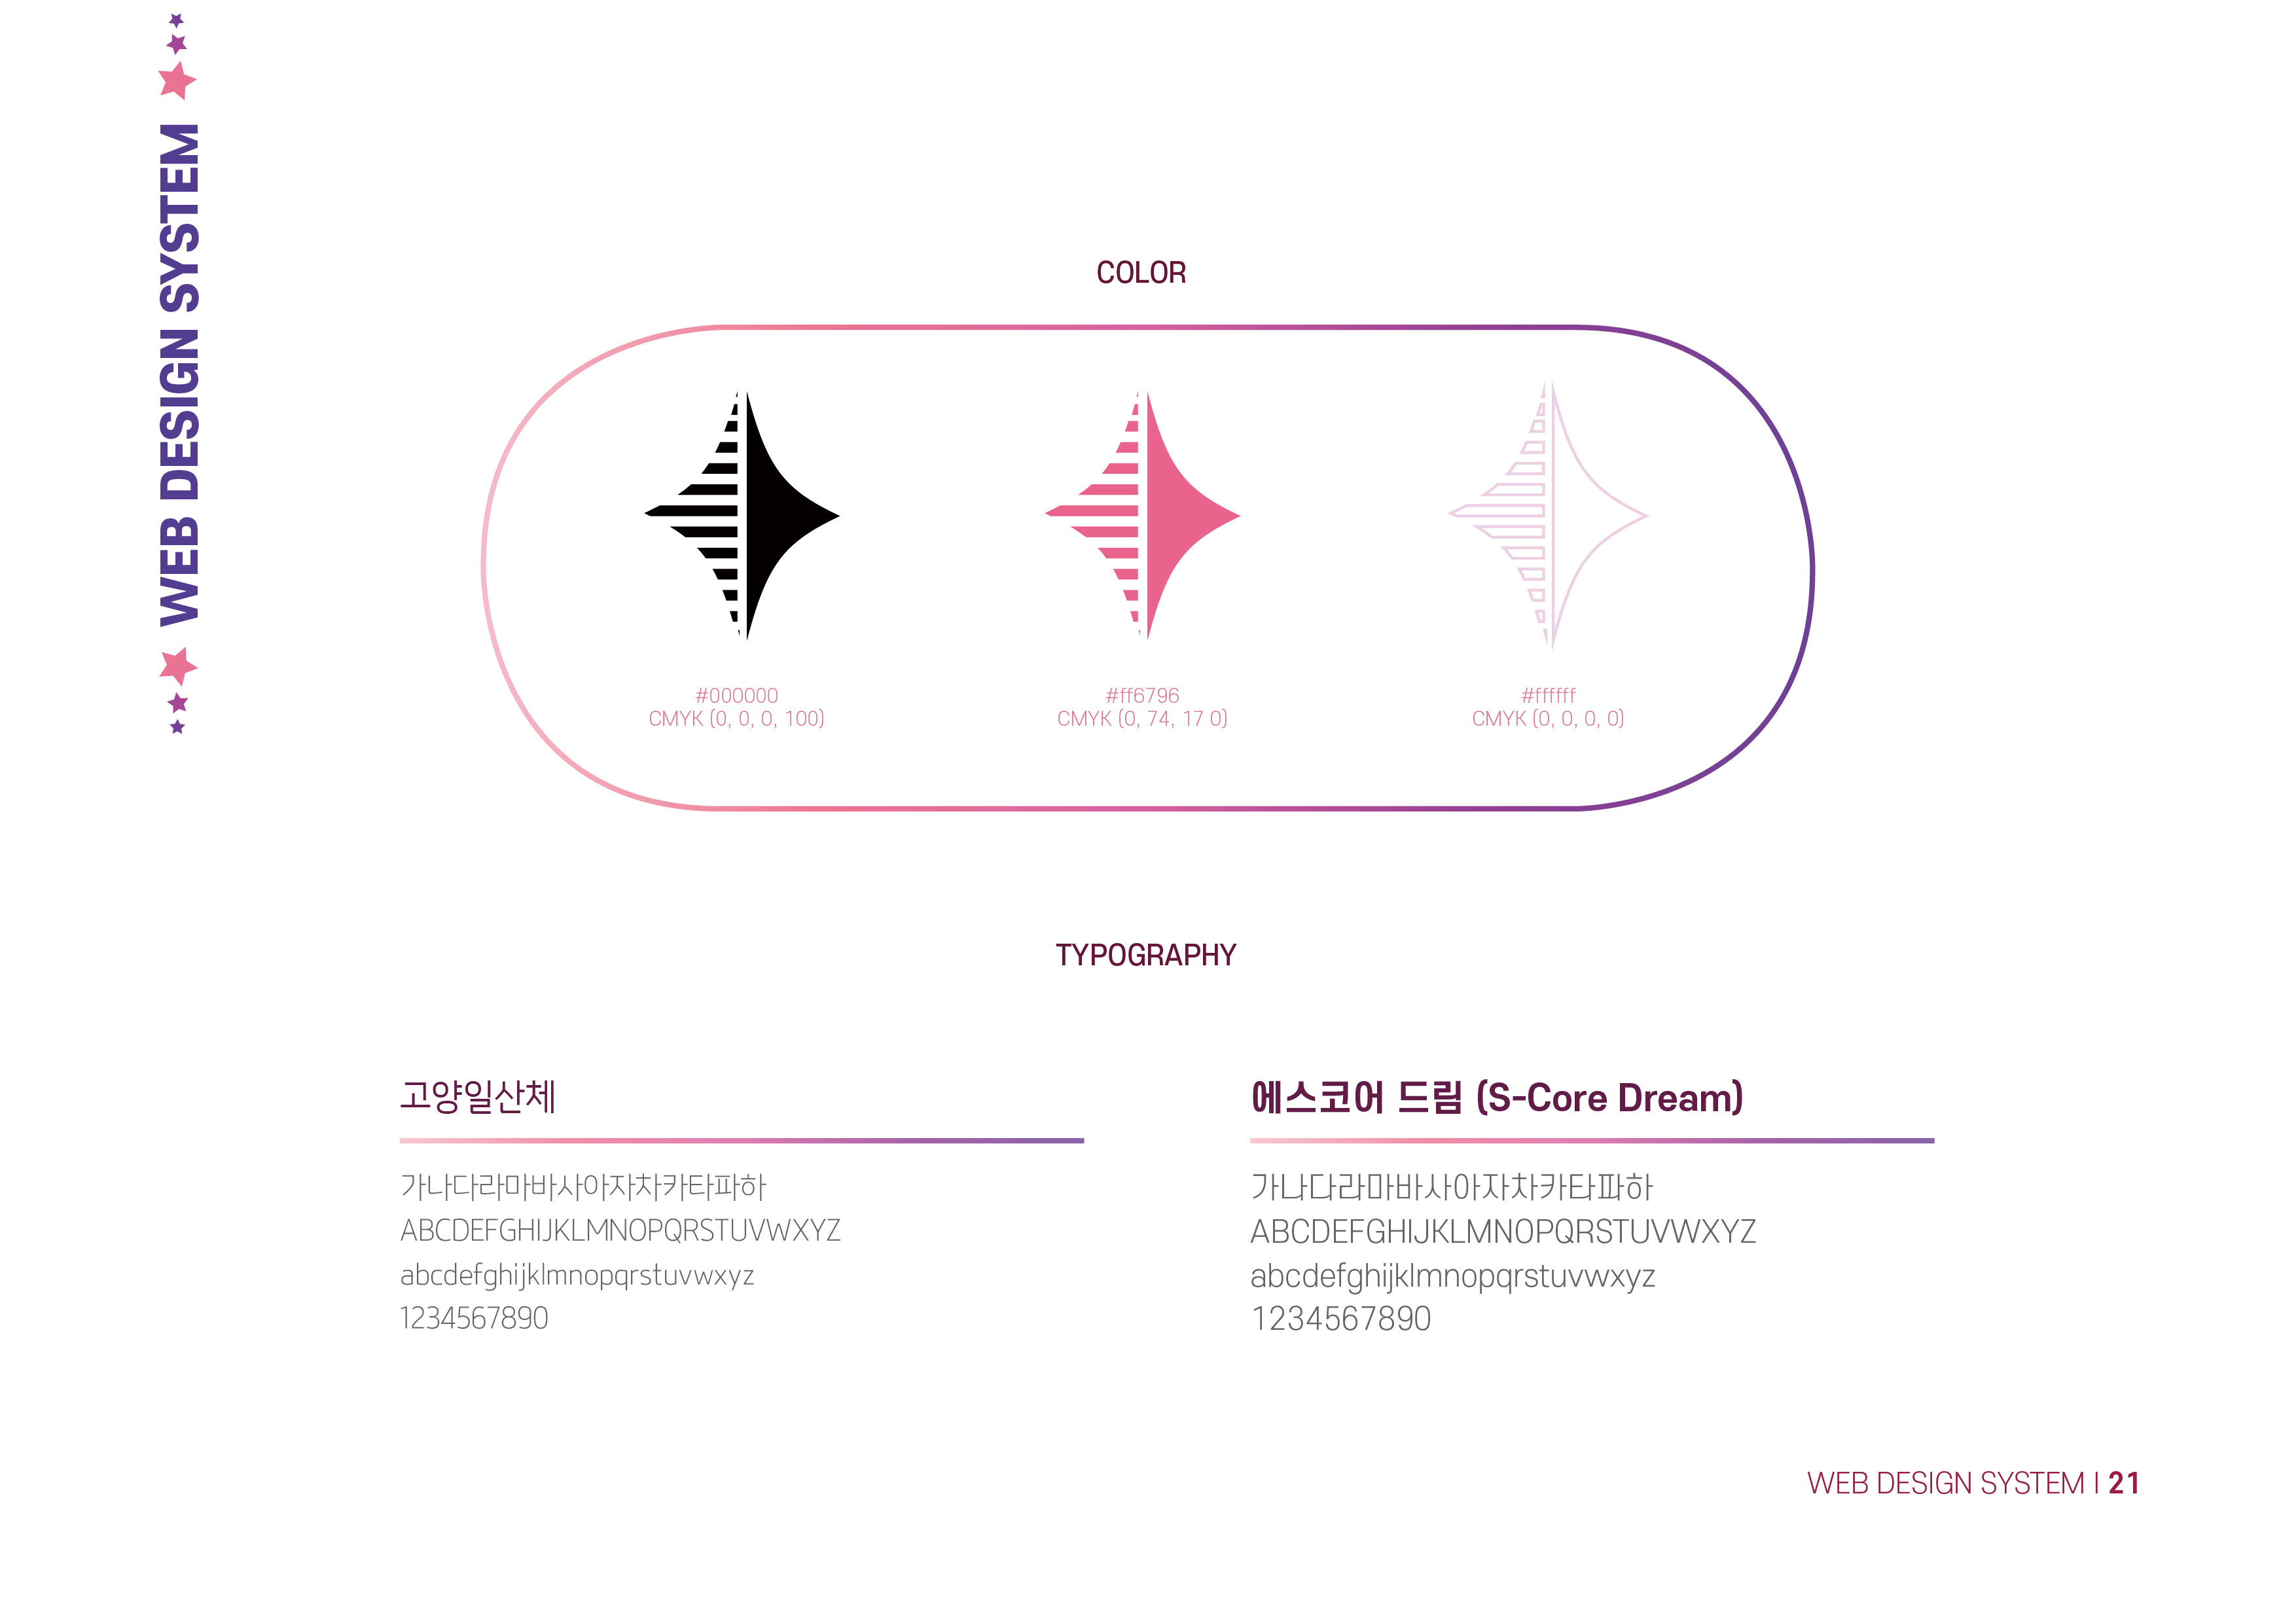 WEB DESIGN SYSTEM
COLOR
#000000
CMYK (0, 0, 0, 100)
#ff6796
CMYK (0, 74, 17 0)
#ffffff
CMYK (0, 0, 0, 0)
TYPOGRAPHY
고양일산체
가나다라마바사아자차카타파하
ABCDEFGHIJKLMNOPQRSTUVWXYZ
abcdefghijklmnopqrstuvwxyz
1234567890
에스코어 드림 (S-Core Dream)
가나다라마바사아자차카타파하
ABCDEFGHIJKLMNOPQRSTUVWXYZ
abcdefghijklmnopqrstuvwxyz
1234567890
WEB DESIGN SYSTEM | 21